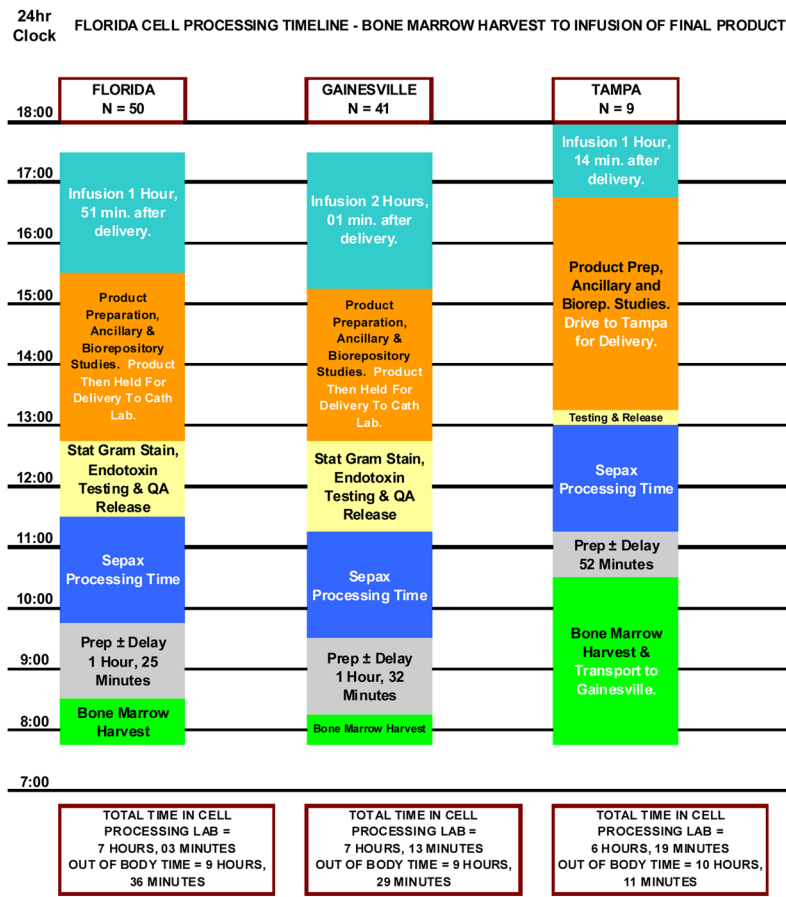 24hr
Clock
FLORIDA CELL PROCESSING TIMELINE - BONE MARROW HARVEST TO INFUSION OF FINAL PRODUCT
FLORIDA
N = 50
GAINESVILLE
N = 41
TAMPA
N = 9
18:00
17:00
16:00
15:00
14:00
13:00
12:00
11:00
10:00
9:00
8:00
7:00
Infusion 1 Hour,
51 min. after
delivery.
Product
Preparation,
Ancillary &
Biorepository
Studies. Product
Then Held For
Delivery To Cath
Lab.
Stat Gram Stain,
Endotoxin
Testing & QA
Release
Sepax
Processing Time
Prep ± Delay
1 Hour, 25
Minutes
Bone Marrow
Harvest
Infusion 2 Hours,
01 min. after
delivery.
Product
Preparation,
Ancillary &
Biorepository
Studies. Product
Then Held For
Delivery To Cath
Lab.
Stat Gram Stain,
Endotoxin
Testing & QA
Release
Sepax
Processing Time
Prep ± Delay
1 Hour, 32
Minutes
Bone Marrow Harvest
Infusion 1 Hour,
14 min. after
delivery.
Product Prep,
Ancillary and
Biorep. Studies.
Drive to Tampa
for Delivery.
Testing & Release
Sepax
Processing Time
Prep ± Delay
52 Minutes
Bone Marrow
Harvest &
Transport to
Gainesville.
TOTAL TIME IN CELL
PROCESSING LAB =
7 HOURS, 03 MINUTES
OUT OF BODY TIME = 9 HOURS,
36 MINUTES
TOTAL TIME IN CELL
PROCESSING LAB =
7 HOURS, 13 MINUTES
OUT OF BODY TIME = 9 HOURS,
29 MINUTES
TOTAL TIME IN CELL
PROCESSING LAB =
6 HOURS, 19 MINUTES
OUT OF BODY TIME = 10 HOURS,
11 MINUTES